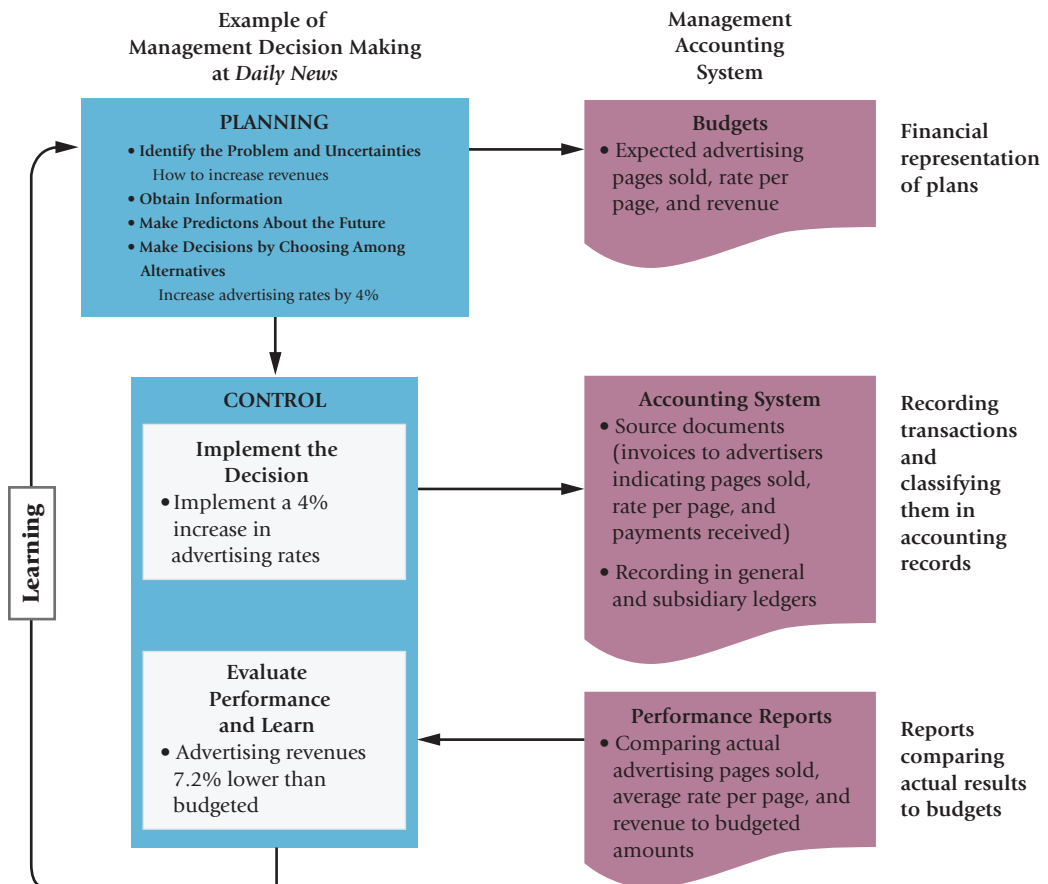 Example of
Management Decision Making
at Daily News
Management
Accounting
System
PLANNING
• Identify the Problem and Uncertainties
How to increase revenues
• Obtain Information
• Make Predictons About the Future
• Make Decisions by Choosing Among
Alternatives
Increase advertising rates by 4%
Budgets
• Expected advertising
pages sold, rate per
page, and revenue
Financial
representation
of plans
CONTROL
Implement the
Decision
• Implement a 4%
increase in
advertising rates
Accounting System
• Source documents
(invoices to advertisers
indicating pages sold,
rate per page, and
payments received)
• Recording in general
and subsidiary ledgers
Recording
transactions
and
classifying
them in
accounting
records
Learning
Evaluate
Performance
and Learn
• Advertising revenues
7.2% lower than
budgeted
Performance Reports
• Comparing actual
advertising pages sold,
average rate per page, and
revenue to budgeted
amounts
Reports
comparing
actual results
to budgets